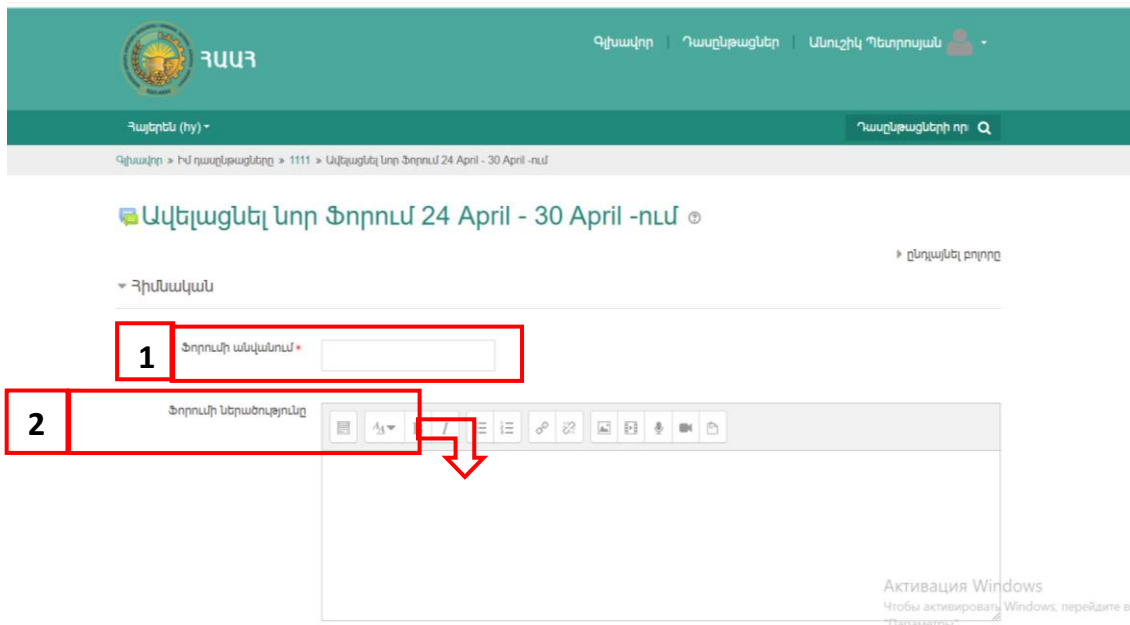 ՀԱԱՀ
Գլխավոր
Դասընթացներ
Անուշիկ Պետրոսյան
Հայերեն (hy)
Դասընթացների որ
Գլխավոր » Իմ դասընթացները » 1111 » Ավելացնել նոր Ֆորում 24 April - 30 April -ում
Ավելացնել նոր Ֆորում 24 April - 30 April -ում
ընդլայնել բոլորը
Հիմնական
1
Ֆորումի անվանում *
2
Ֆորումի ներածությունը
Активация Windows
Чтобы активировать Windows, перейдите в
"Параметры"